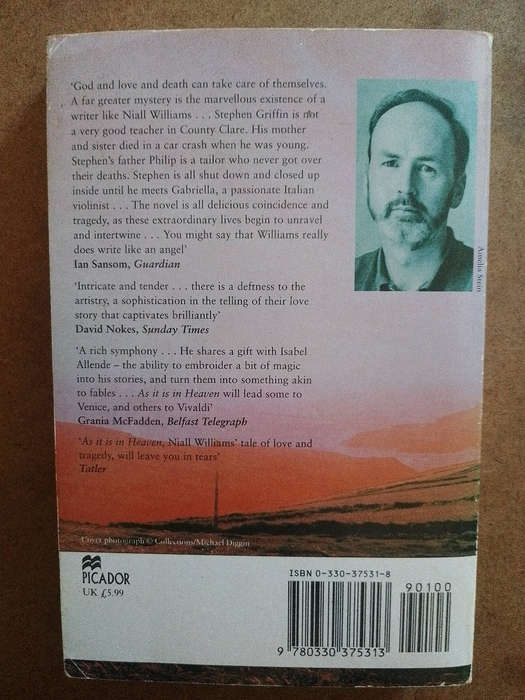 'God and love and death can take care of themselves.
A far greater mystery is the marvellous existence of a
writer like Niall Williams . . . Stephen Griffin is not
a very good teacher in County Clare. His mother
and sister died in a car crash when he was young.
Stephen's father Philip is a tailor who never got over
their deaths. Stephen is all shut down and closed up
inside until he meets Gabriella, a passionate Italian
violinist . . . The novel is all delicious coincidence and
tragedy, as these extraordinary lives begin to unravel
and intertwine . . . You might say that Williams really
does write like an angel'
Ian Sansom, Guardian
'Intricate and tender . . . there is a deftness to the
artistry, a sophistication in the telling of their love
story that captivates brilliantly'
David Nokes, Sunday Times
'A rich symphony . . . He shares a gift with Isabel
Allende – the ability to embroider a bit of magic
into his stories, and turn them into something akin
to fables . . . As it is in Heaven will lead some to
Venice, and others to Vivaldi'
Grania McFadden, Belfast Telegraph
'As it is in Heaven, Niall Williams' tale of love and
tragedy, will leave you in tears'
Tatler
Amelia Stein
Cover photograph © Collections/Michael Diggin
PICADOR
UK £5.99
ISBN 0-330-37531-8
90100
9 780330 375313